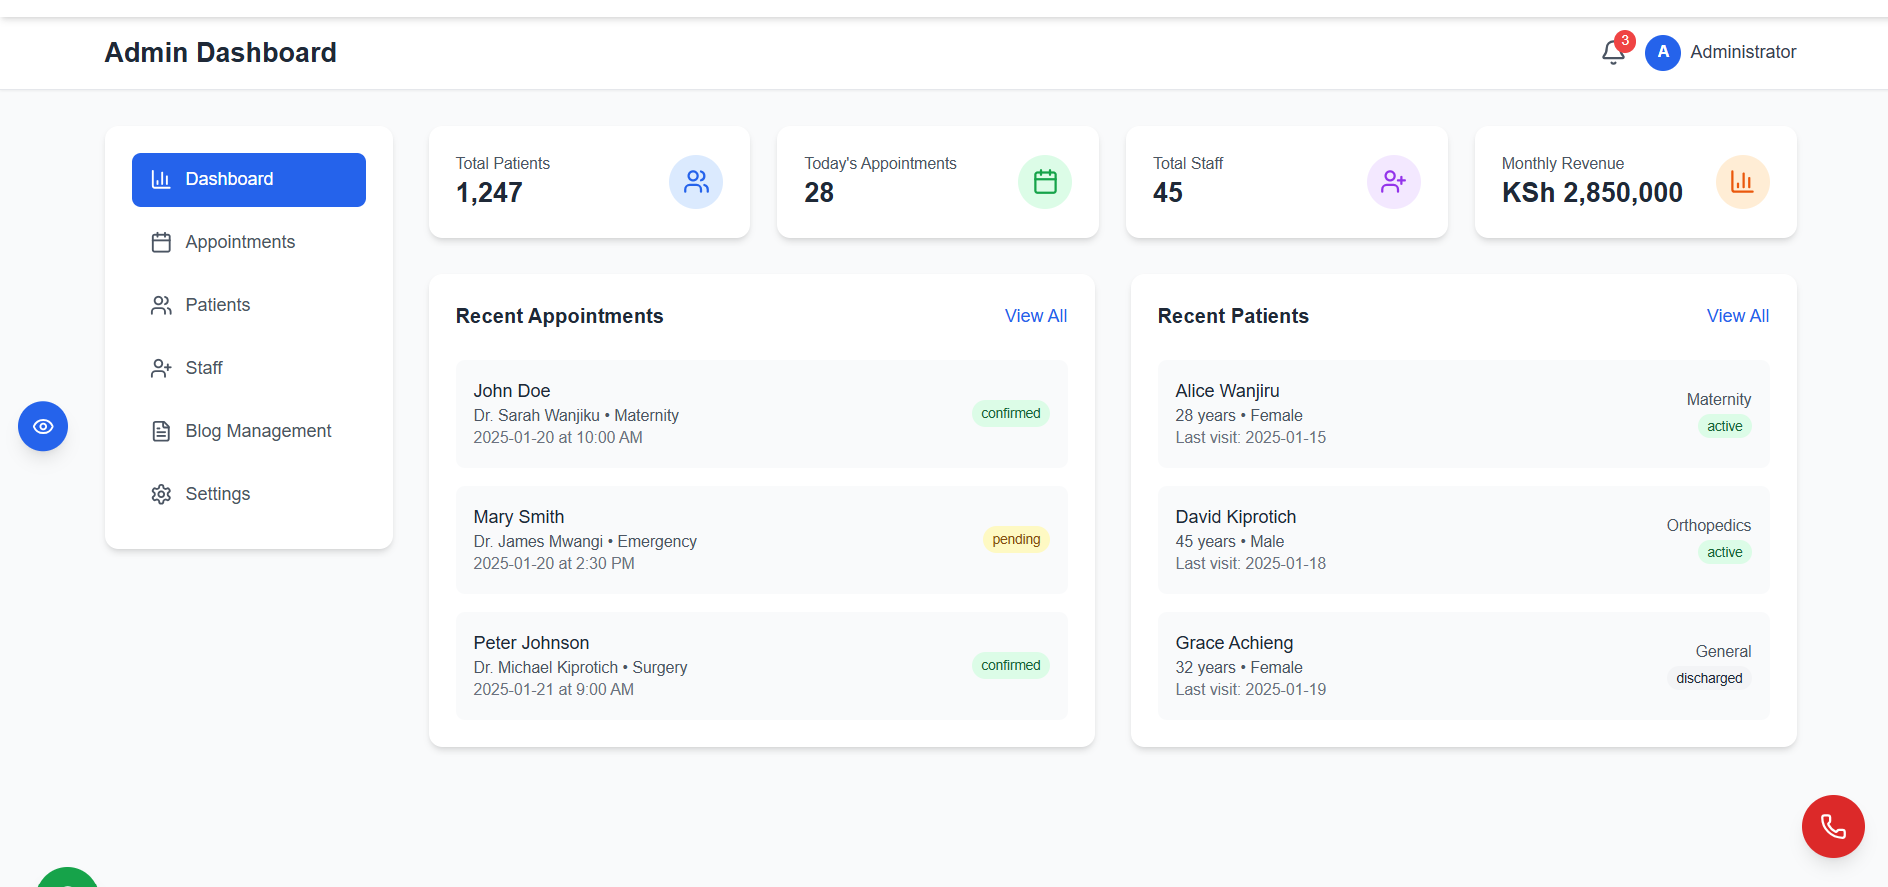 Admin Dashboard
3
A
Administrator
Dashboard
Appointments
Patients
Staff
Blog Management
Settings
Total Patients
1,247
Today's Appointments
28
Total Staff
45
Monthly Revenue
KSh 2,850,000
Recent Appointments
View All
John Doe
Dr. Sarah Wanjiku • Maternity
2025-01-20 at 10:00 AM
confirmed
Mary Smith
Dr. James Mwangi • Emergency
2025-01-20 at 2:30 PM
pending
Peter Johnson
Dr. Michael Kiprotich • Surgery
2025-01-21 at 9:00 AM
confirmed
Recent Patients
View All
Alice Wanjiru
28 years • Female
Last visit: 2025-01-15
Maternity
active
David Kiprotich
45 years • Male
Last visit: 2025-01-18
Orthopedics
active
Grace Achieng
32 years • Female
Last visit: 2025-01-19
General
discharged